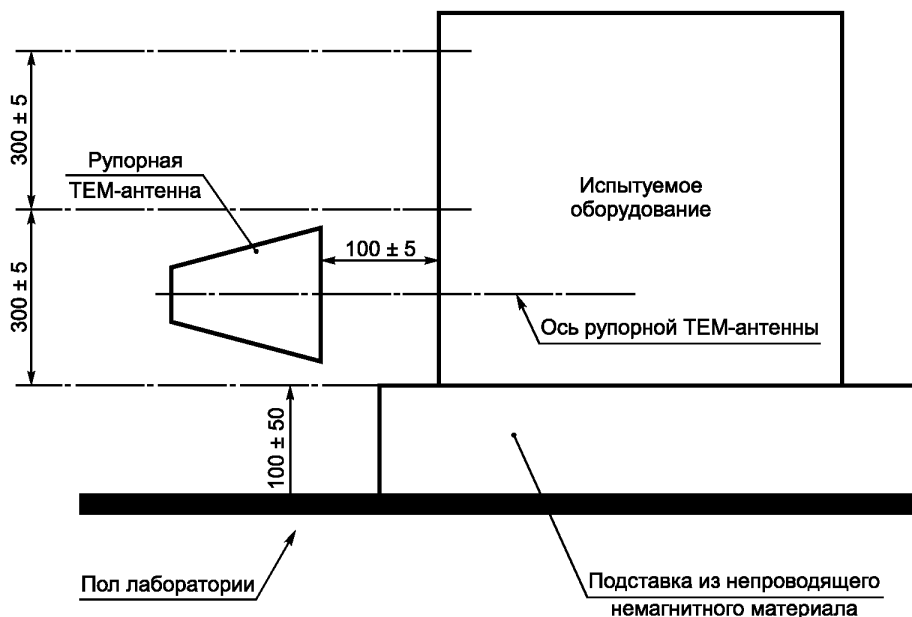 300 ± 5
Рупорная
ТЕМ-антенна
Испытуемое
оборудование
100 ± 5
300 ± 5
Ось рупорной ТЕМ-антенны
100 ± 50
Пол лаборатории
Подставка из непроводящего
немагнитного материала